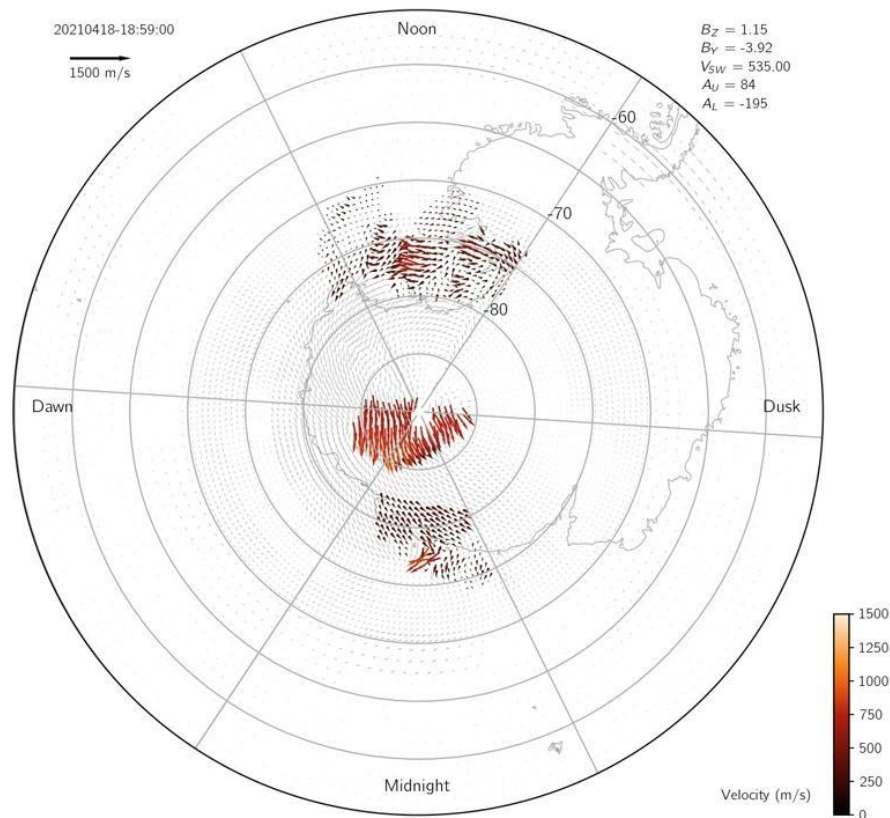 20210418-18:59:00
1500 m/s
Noon
B_Z = 1.15
B_Y = -3.92
V_SW = 535.00
A_U = 84
A_L = -195
-60
-70
-80
Dawn
Dusk
Midnight
1500
1250
1000
750
500
250
0
Velocity (m/s)